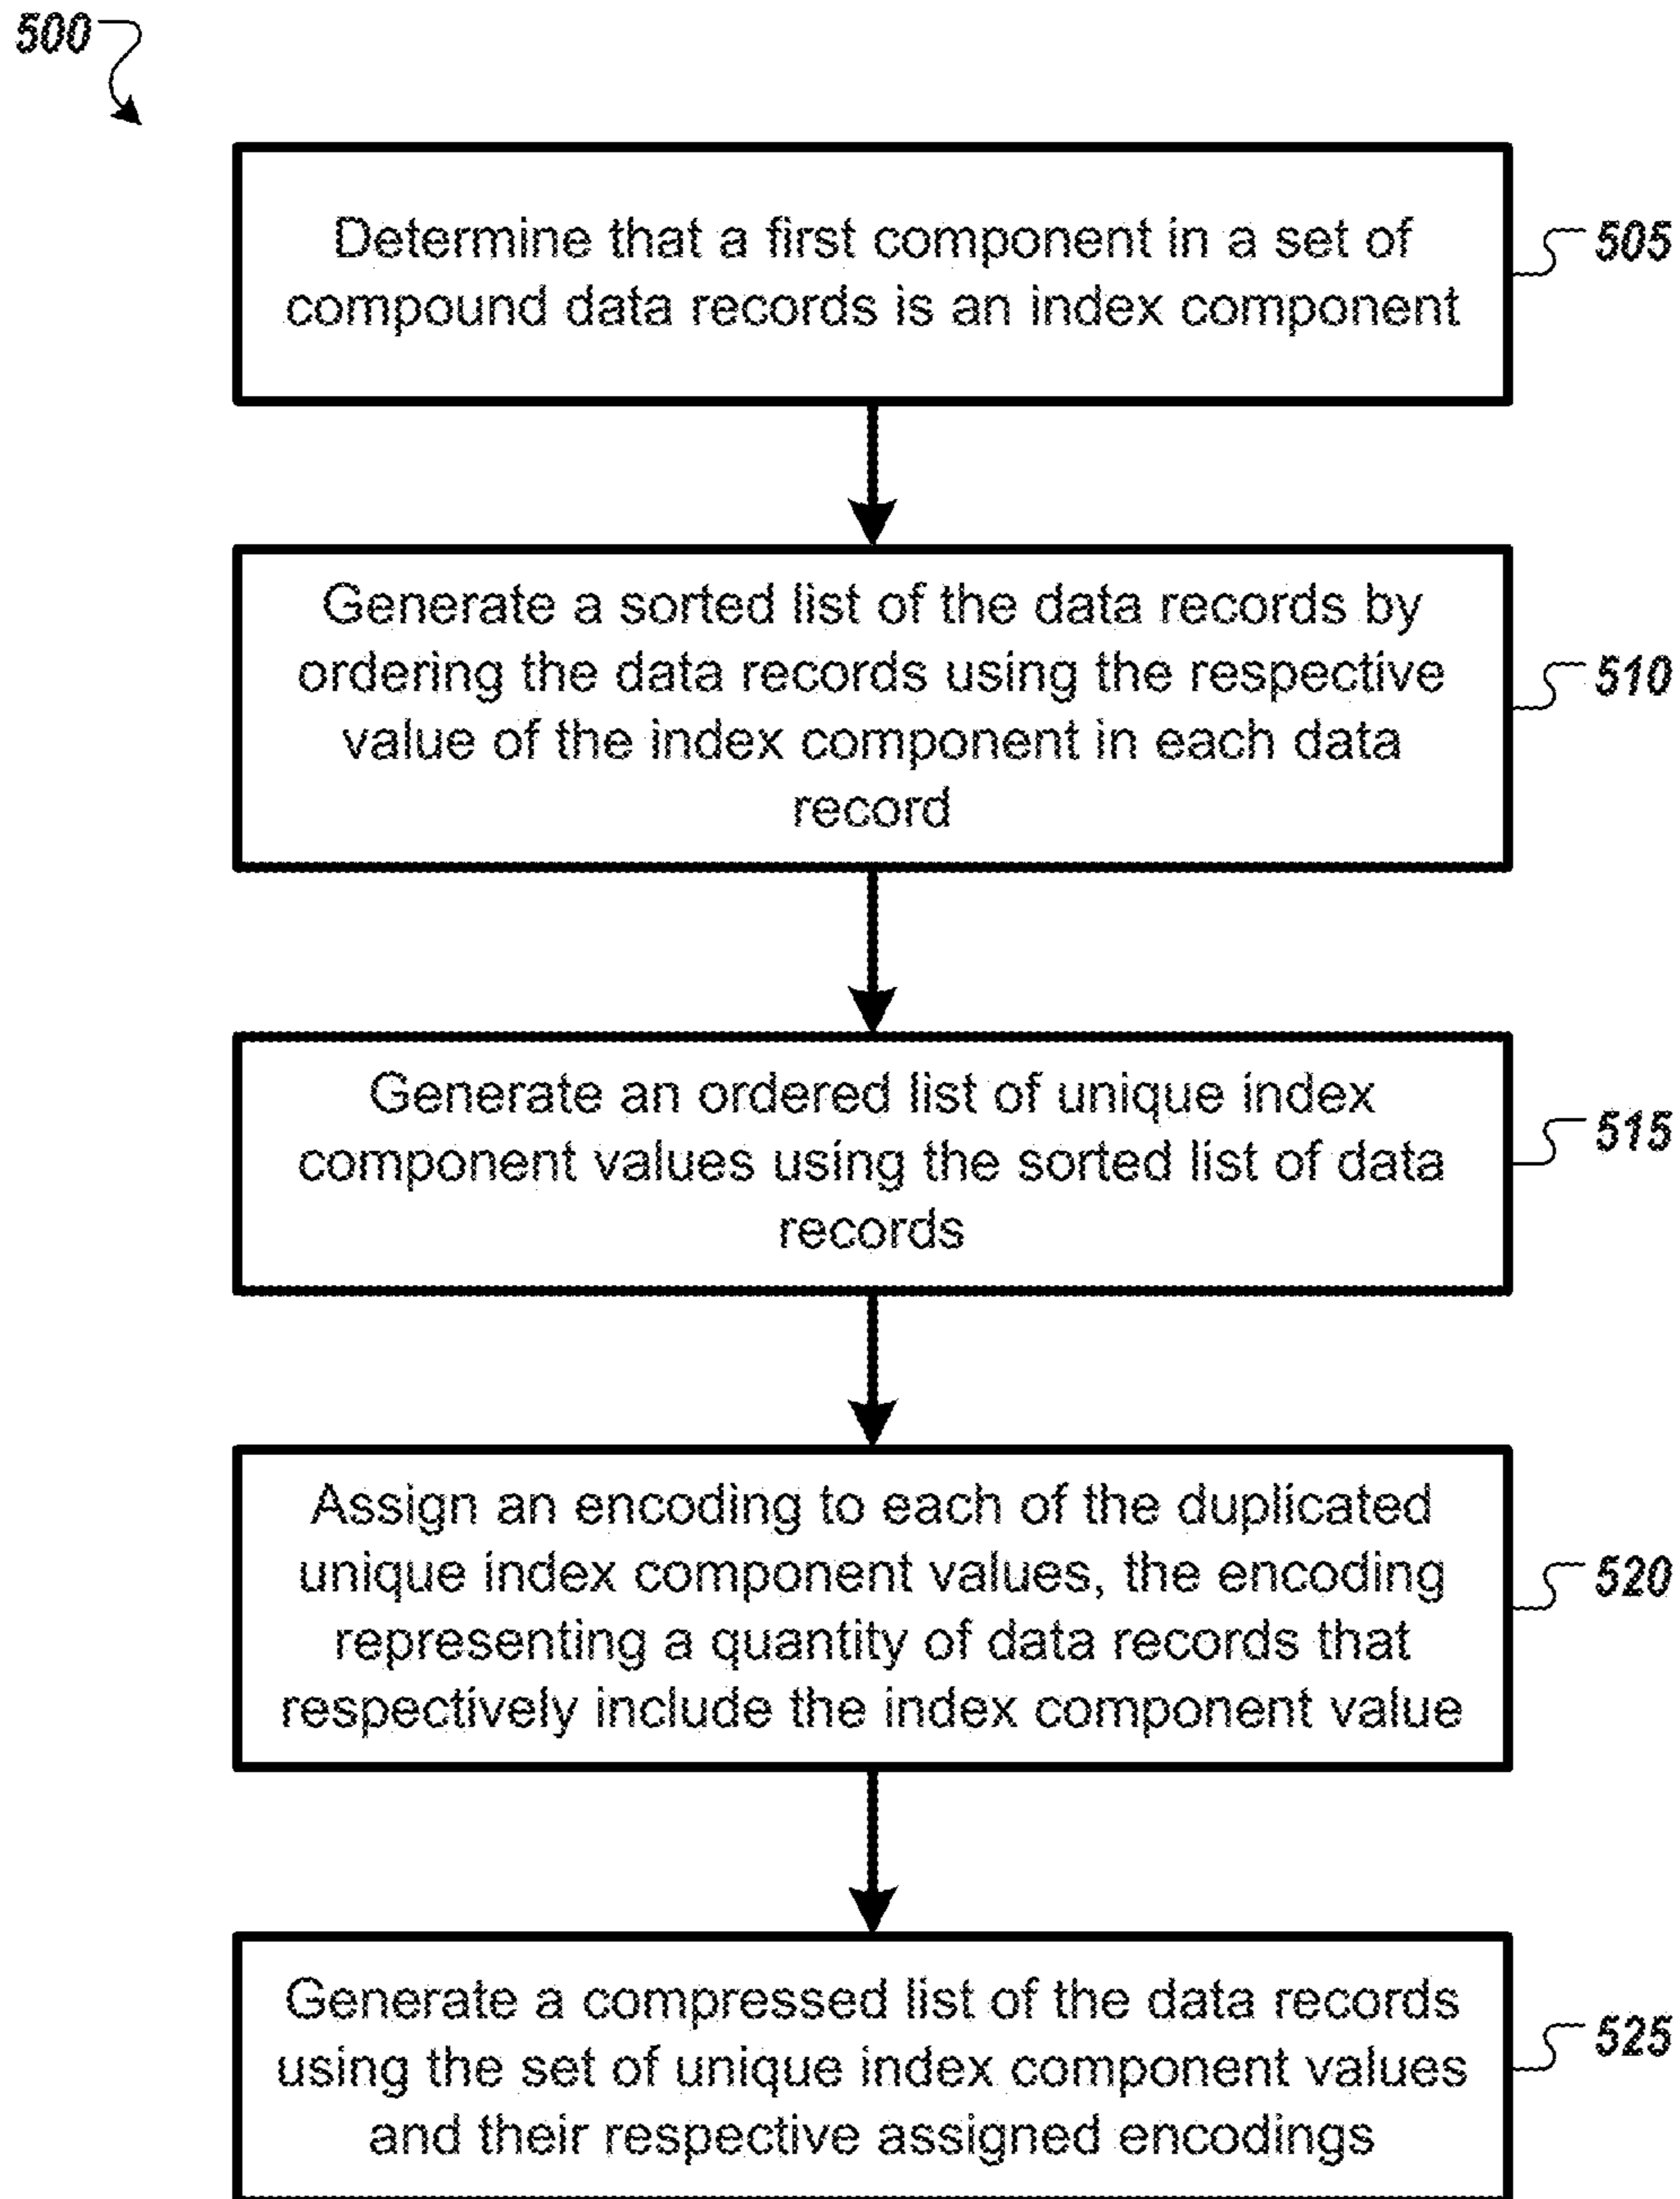 500
Determine that a first component in a set of
compound data records is an index component
505
Generate a sorted list of the data records by
ordering the data records using the respective
value of the index component in each data
record
510
Generate an ordered list of unique index
component values using the sorted list of data
records
515
Assign an encoding to each of the duplicated
unique index component values, the encoding
representing a quantity of data records that
respectively include the index component value
520
Generate a compressed list of the data records
using the set of unique index component values
and their respective assigned encodings
525